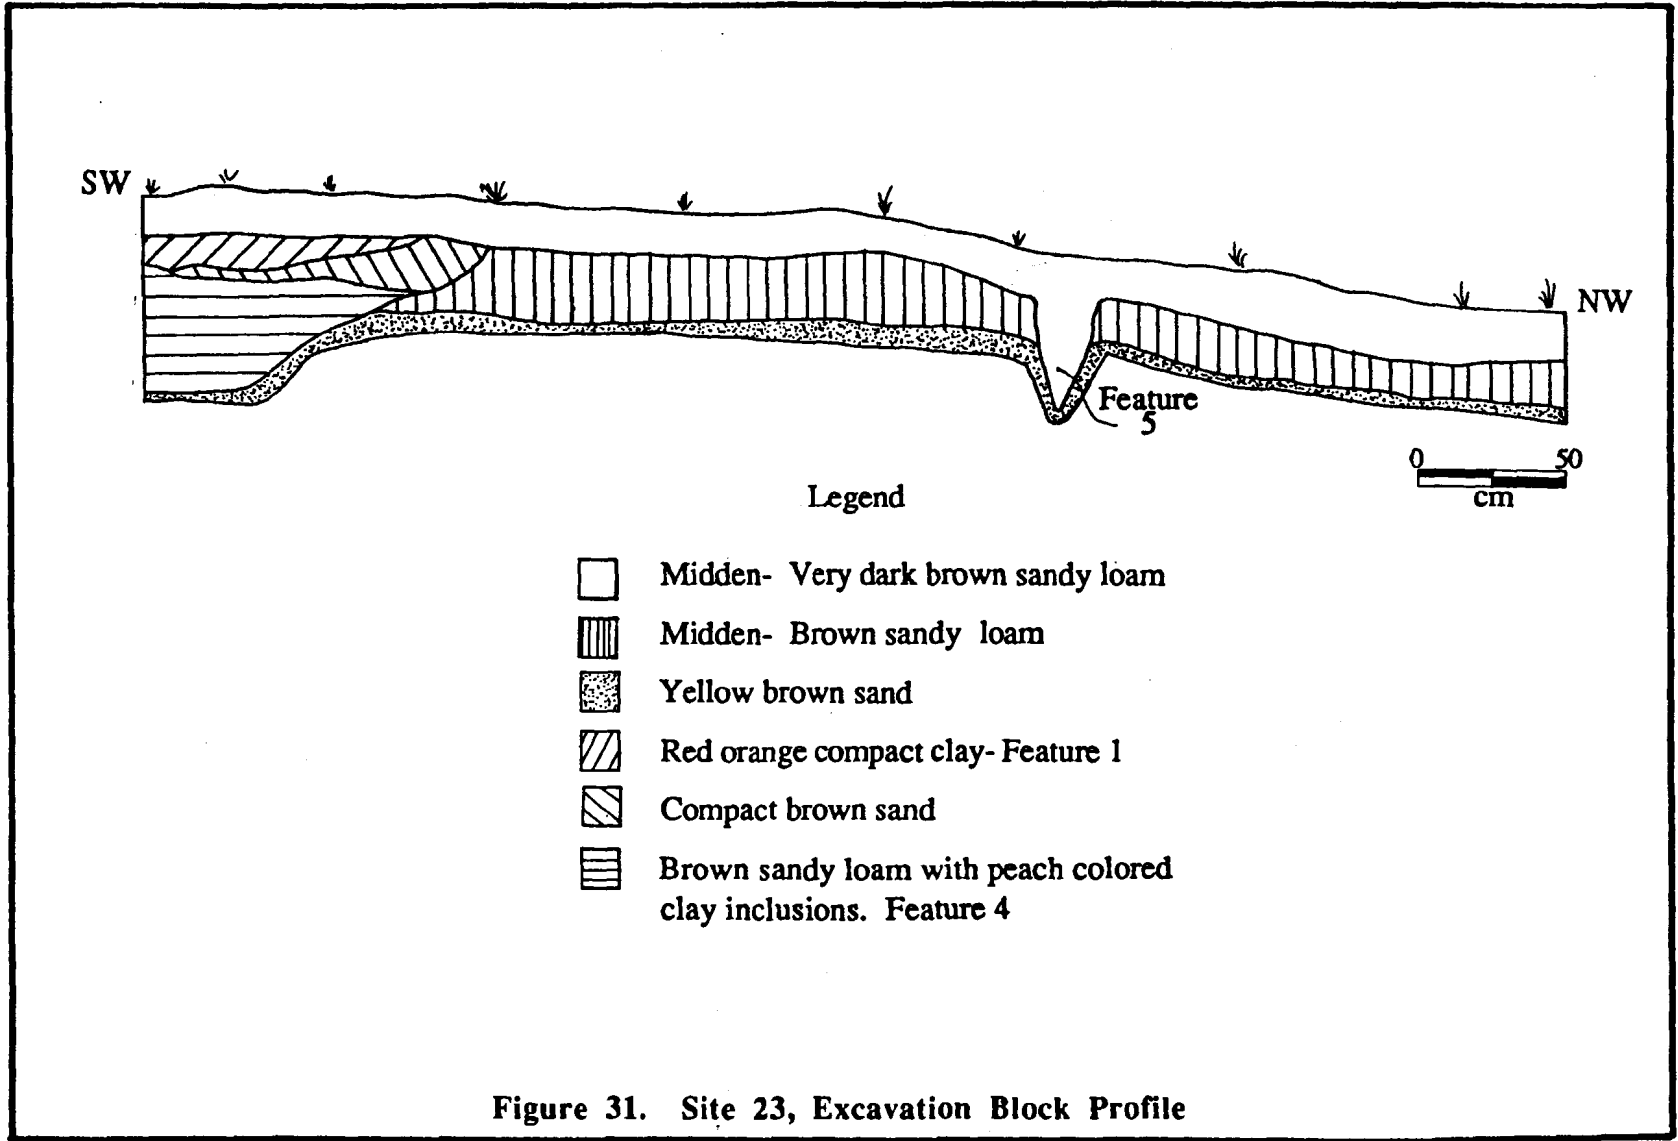 SW
NW
Feature
5
0 50
cm
Legend
Midden- Very dark brown sandy loam
Midden- Brown sandy loam
Yellow brown sand
Red orange compact clay- Feature 1
Compact brown sand
Brown sandy loam with peach colored
clay inclusions. Feature 4
Figure 31. Site 23, Excavation Block Profile